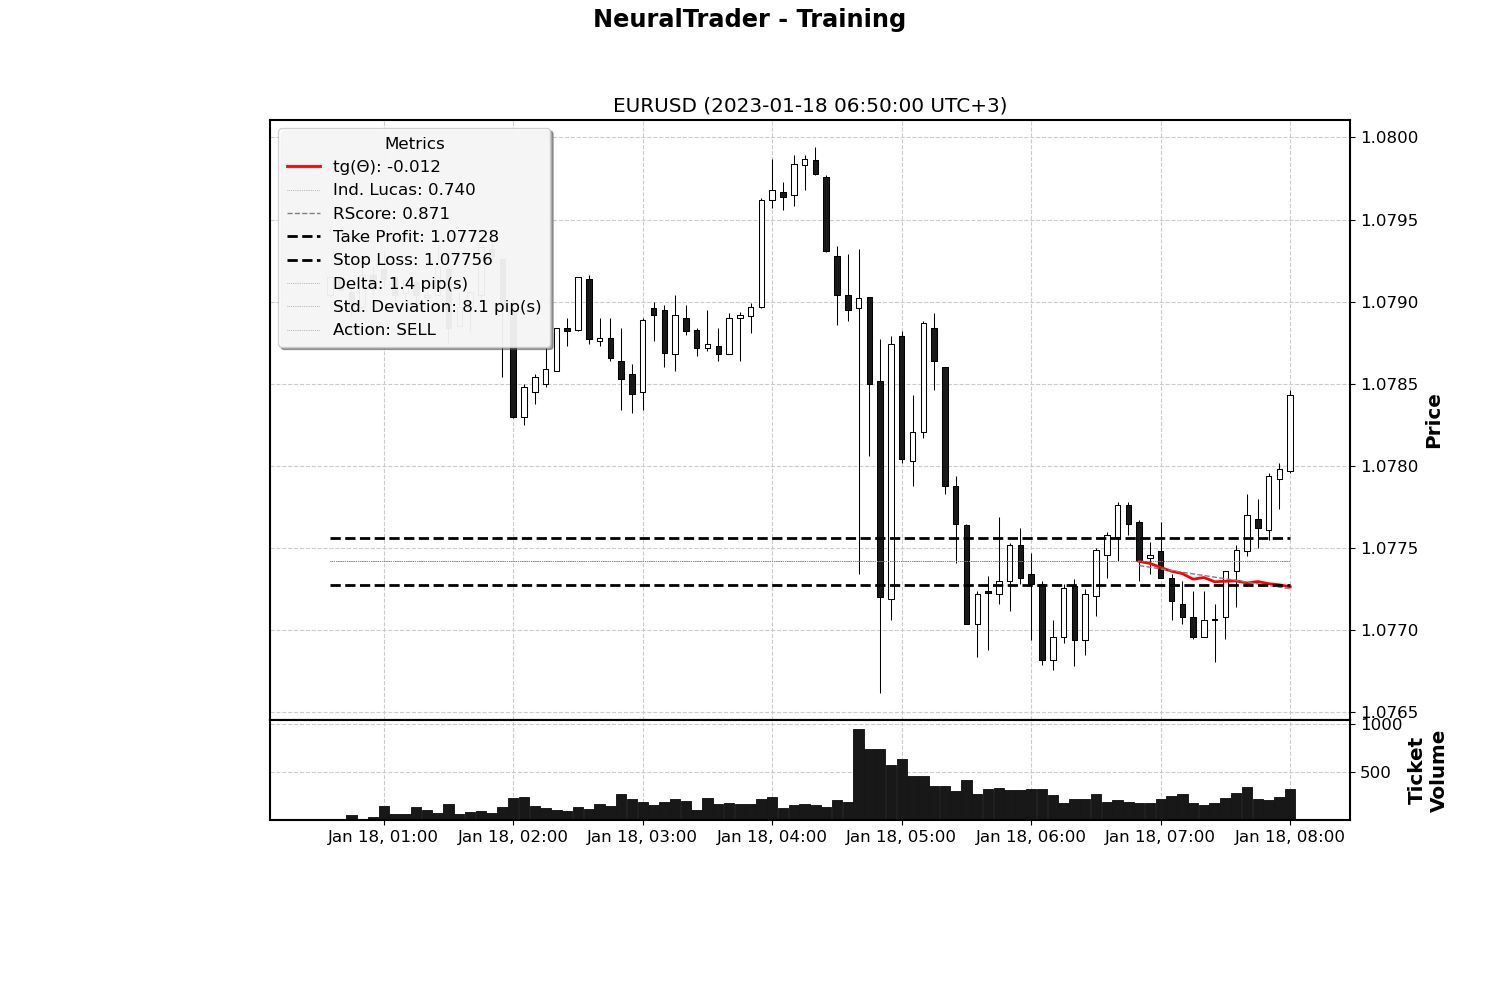 NeuralTrader - Training
EURUSD (2023-01-18 06:50:00 UTC+3)
Metrics
tg(Θ): -0.012
Ind. Lucas: 0.740
RScore: 0.871
Take Profit: 1.07728
Stop Loss: 1.07756
Delta: 1.4 pip(s)
Std. Deviation: 8.1 pip(s)
Action: SELL
1.0800
1.0795
1.0790
1.0785
1.0780
1.0775
1.0770
1.0765
Price
1000
500
Ticket
Volume
Jan 18, 01:00 Jan 18, 02:00 Jan 18, 03:00 Jan 18, 04:00 Jan 18, 05:00 Jan 18, 06:00 Jan 18, 07:00 Jan 18, 08:00